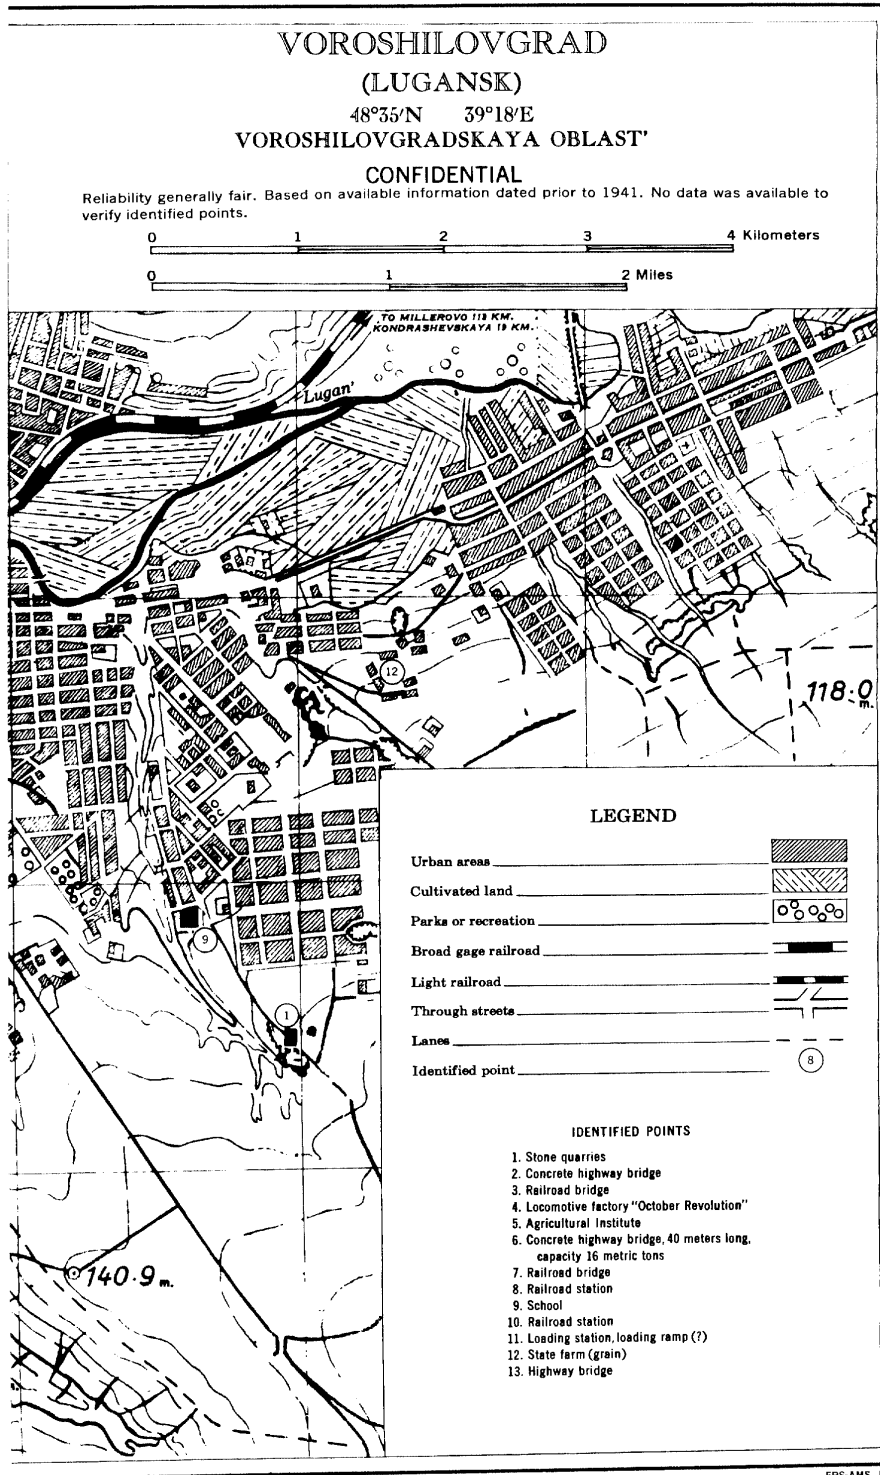 VOROSHILOVGRAD
(LUGANSK)
48°35'N 39°18'E
VOROSHILOVGRADSKAYA OBLAST'
CONFIDENTIAL
Reliability generally fair. Based on available information dated prior to 1941. No data was available to
verify identified points.
0 1 2 3 4 Kilometers
0 1 2 Miles
TO MILLEROVO 112 KM.
KONDRASHEVSKAYA 19 KM.
Lugan'
12
118.0 m.
9
1
140.9 m.
LEGEND
Urban areas
Cultivated land
Parks or recreation
Broad gage railroad
Light railroad
Through streets
Lanes
Identified point 8
IDENTIFIED POINTS
1. Stone quarries
2. Concrete highway bridge
3. Railroad bridge
4. Locomotive factory "October Revolution"
5. Agricultural Institute
6. Concrete highway bridge, 40 meters long,
capacity 16 metric tons
7. Railroad bridge
8. Railroad station
9. School
10. Railroad station
11. Loading station, loading ramp (?)
12. State farm (grain)
13. Highway bridge